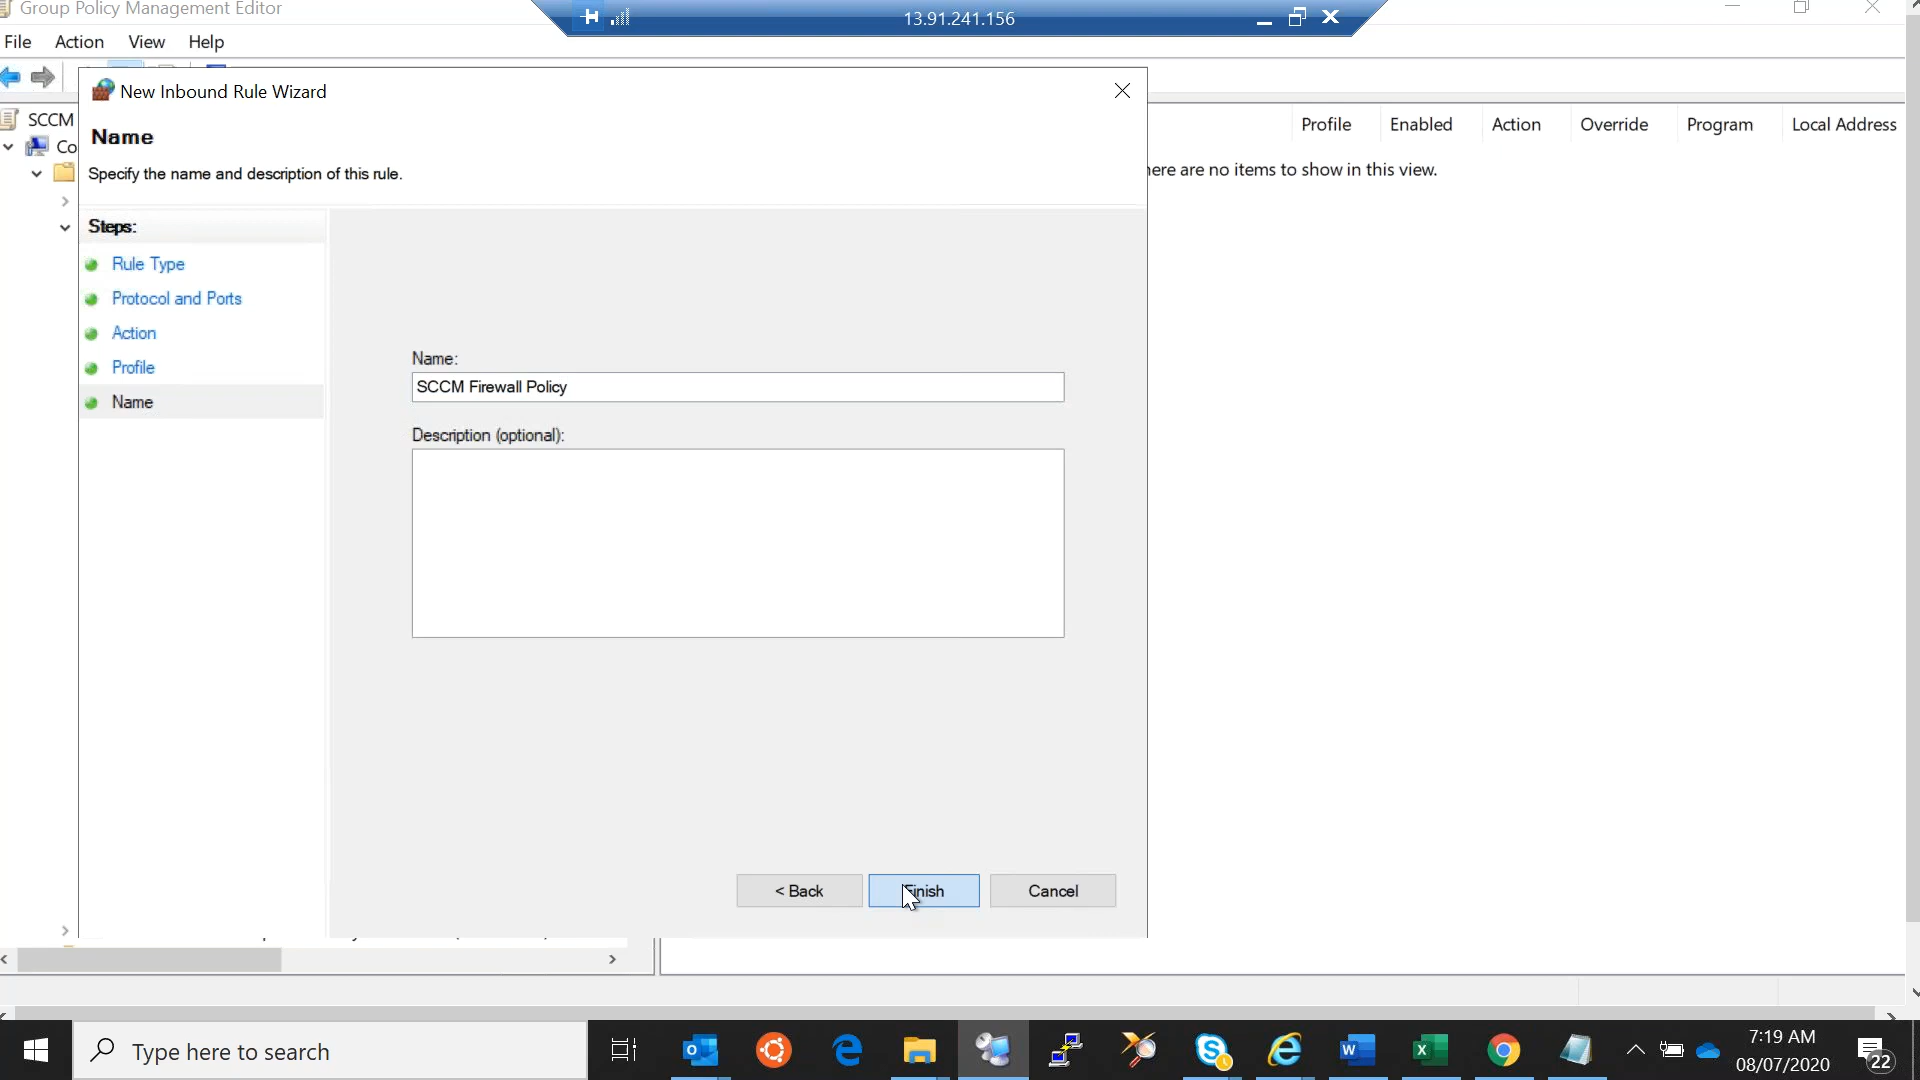 Group Policy Management Editor
13.91.241.156
File Action View Help
New Inbound Rule Wizard
SCCM
Name
Profile Enabled Action Override Program Local Address
Co
Specify the name and description of this rule.
here are no items to show in this view.
Steps:
Rule Type
Protocol and Ports
Action
Profile
Name
Name:
SCCM Firewall Policy
Description (optional):
< Back Finish Cancel
Type here to search
7:19 AM
08/07/2020
22